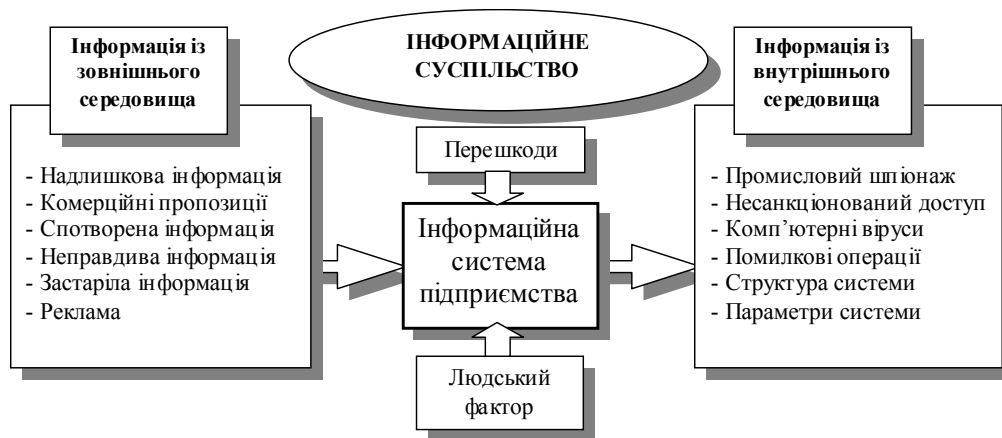 Інформація із
зовнішнього
середовища
- Надлишкова інформація
- Комерційні пропозиції
- Спотворена інформація
- Неправдива інформація
- Застаріла інформація
- Реклама
ІНФОРМАЦІЙНЕ
СУСПІЛЬСТВО
Перешкоди
Інформаційна
система
підприємства
Людський
фактор
Інформація із
внутрішнього
середовища
- Промисловий шпіонаж
- Несанкціонований доступ
- Комп’ютерні віруси
- Помилкові операції
- Структура системи
- Параметри системи